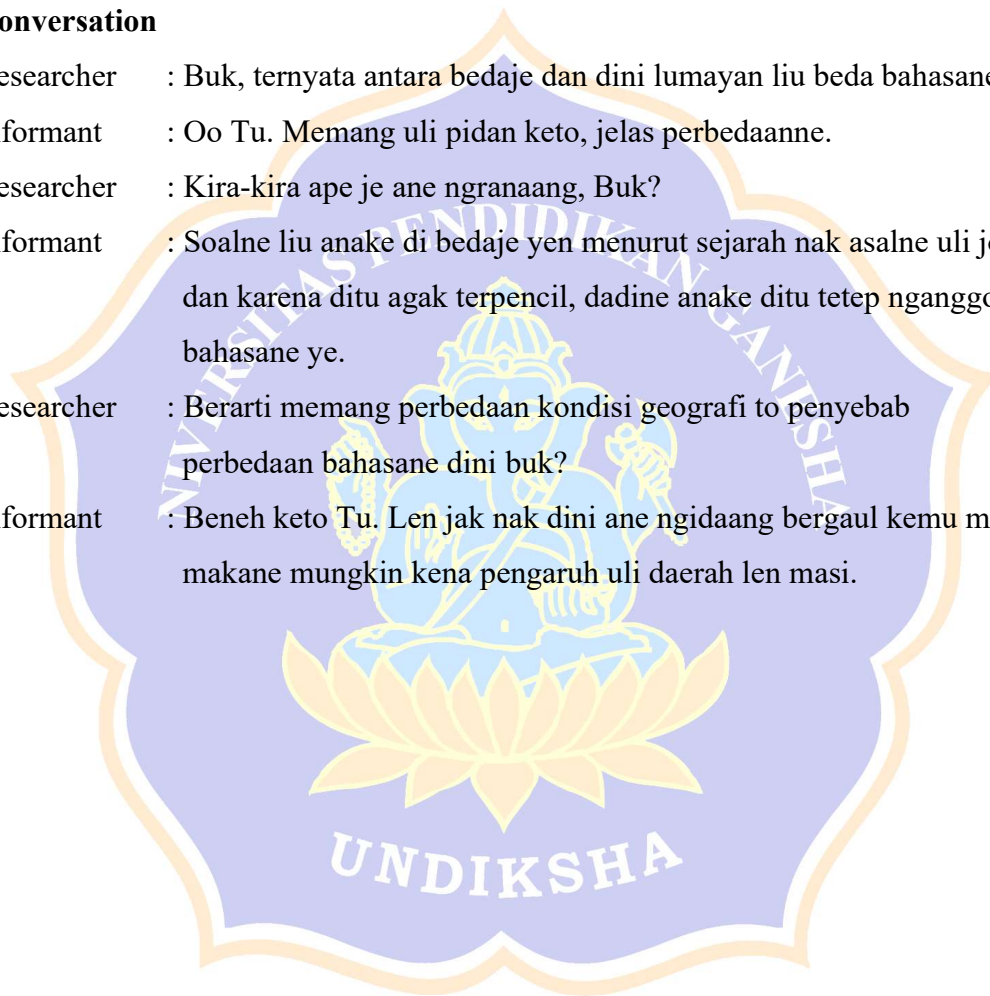 onversation
esearcher : Buk, ternyata antara bedaje dan dini lumayan liu beda bahasane
formant : Oo Tu. Memang uli pidan keto, jelas perbedaanne.
esearcher : Kira-kira ape je ane ngranaang, Buk?
formant : Soalne liu anake di bedaje yen menurut sejarah nak asalne uli
dan karena ditu agak terpencil, dadine anake ditu tetep nganggo
bahasane ye.
esearcher : Berarti memang perbedaan kondisi geografi to penyebab
perbedaan bahasane dini buk?
formant : Beneh keto Tu. Len jak nak dini ane ngidaang bergaul kemu
makane mungkin kena pengaruh uli daerah len masi.
NIVERSITAS PENDIDIKAN GANESHA
UNDIKSHA